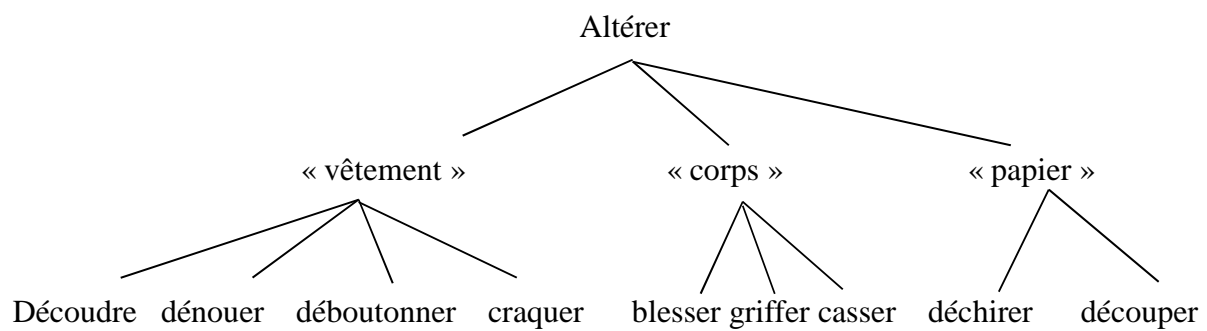 Altérer
« vêtement » « corps » « papier »
Découdre dénouer déboutonner craquer blesser griffer casser déchirer découper